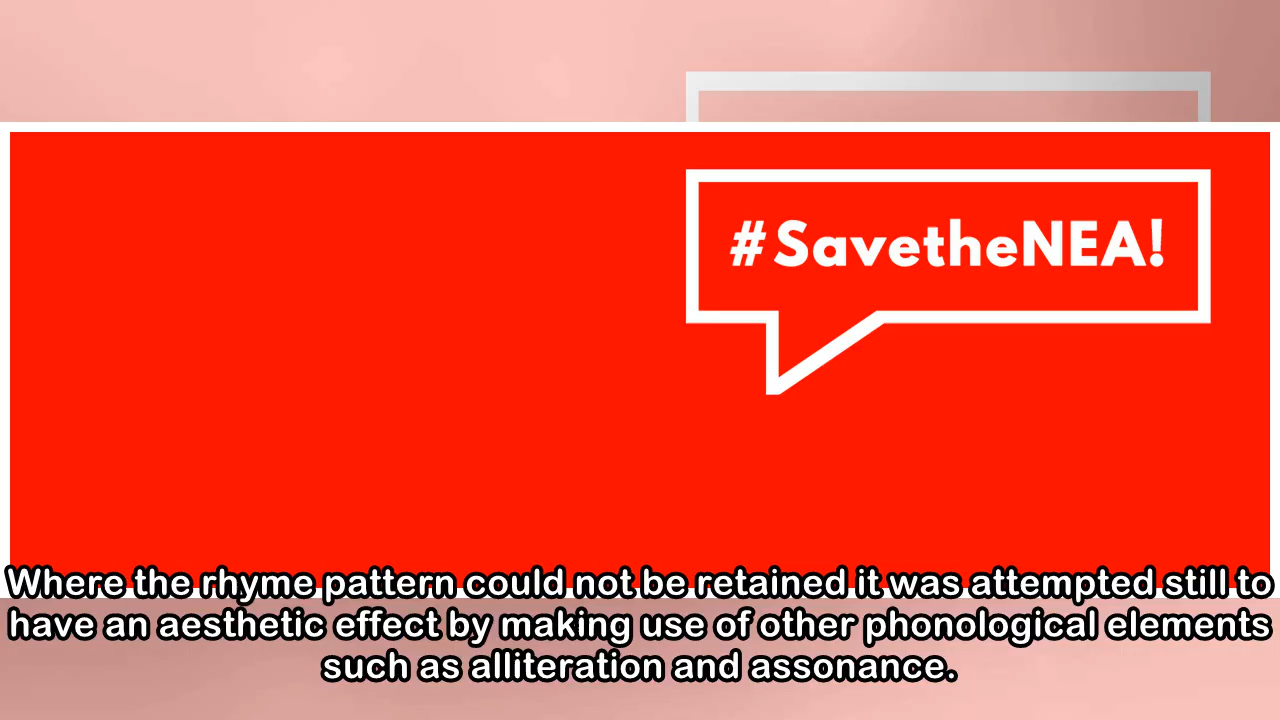 #SavetheNEA!
Where the rhyme pattern could not be retained it was attempted still to
have an aesthetic effect by making use of other phonological elements
such as alliteration and assonance.